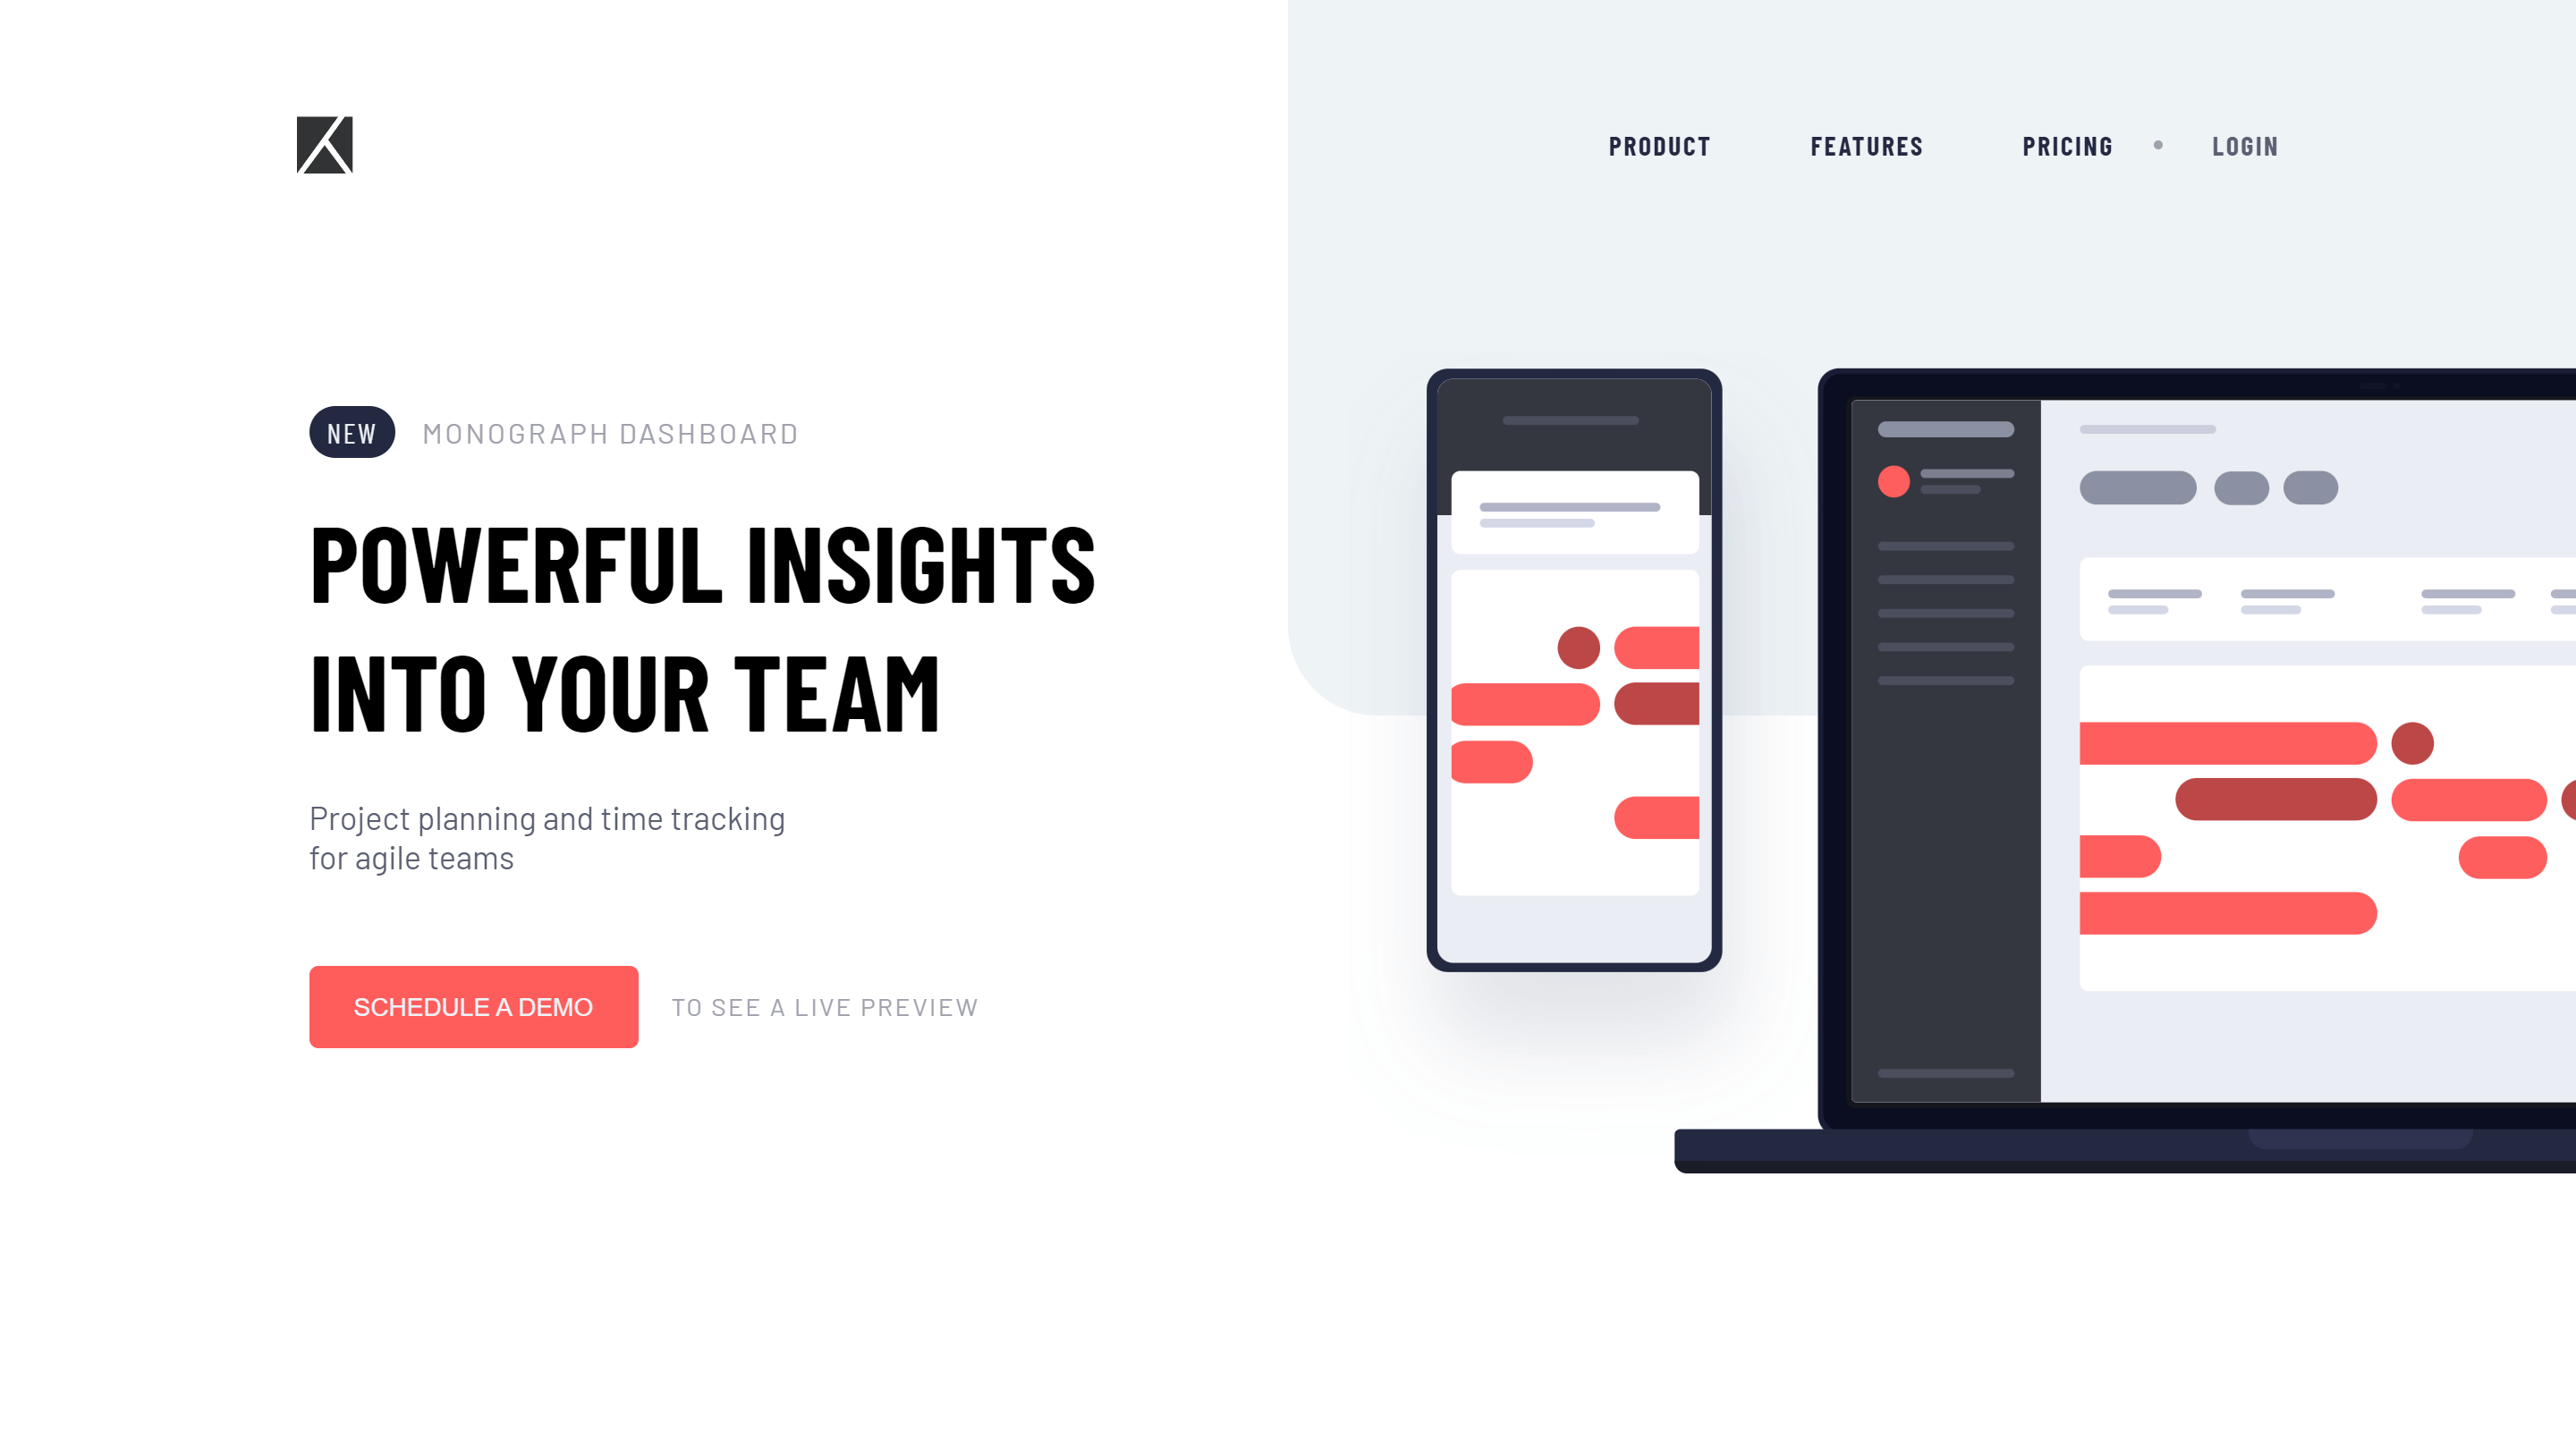 PRODUCT FEATURES PRICING • LOGIN
NEW MONOGRAPH DASHBOARD
POWERFUL INSIGHTS
INTO YOUR TEAM
Project planning and time tracking
for agile teams
SCHEDULE A DEMO TO SEE A LIVE PREVIEW